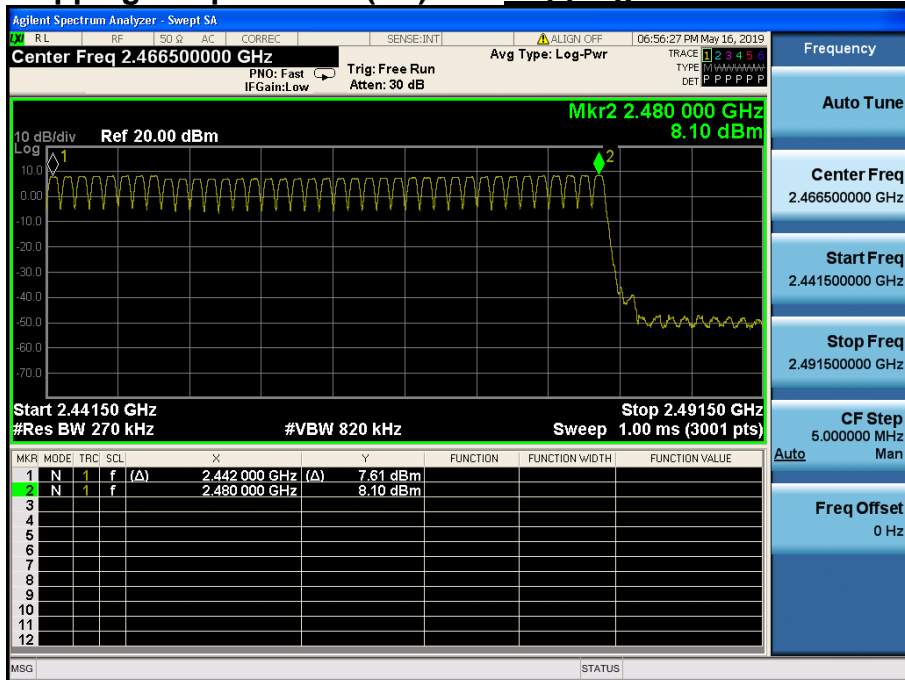 Agilent Spectrum Analyzer - Swept SA
LXI RL RF 50 Ω AC CORREC SENSE:INT ALIGN OFF 06:56:27 PM May 16, 2019
Center Freq 2.466500000 GHz
Avg Type: Log-Pwr
TRACE 1 2 3 4 5 6
PNO: Fast Trig: Free Run
TYPE M WWWWW
IFGain:Low Atten: 30 dB
DET P P P P P P
Mkr2 2.480 000 GHz
8.10 dBm
10 dB/div Ref 20.00 dBm
Log
1
2
10.0
0.00
-10.0
-20.0
-30.0
-40.0
-50.0
-60.0
-70.0
Start 2.44150 GHz Stop 2.49150 GHz
#Res BW 270 kHz #VBW 820 kHz Sweep 1.00 ms (3001 pts)
MKR MODE TRC SCL X Y FUNCTION FUNCTION WIDTH FUNCTION VALUE
1 N 1 f (Δ) 2.442 000 GHz (Δ) 7.61 dBm
2 N 1 f 2.480 000 GHz 8.10 dBm
3
4
5
6
7
8
9
10
11
12
MSG STATUS
Frequency
Auto Tune
Center Freq
2.466500000 GHz
Start Freq
2.441500000 GHz
Stop Freq
2.491500000 GHz
CF Step
5.000000 MHz
Auto Man
Freq Offset
0 Hz